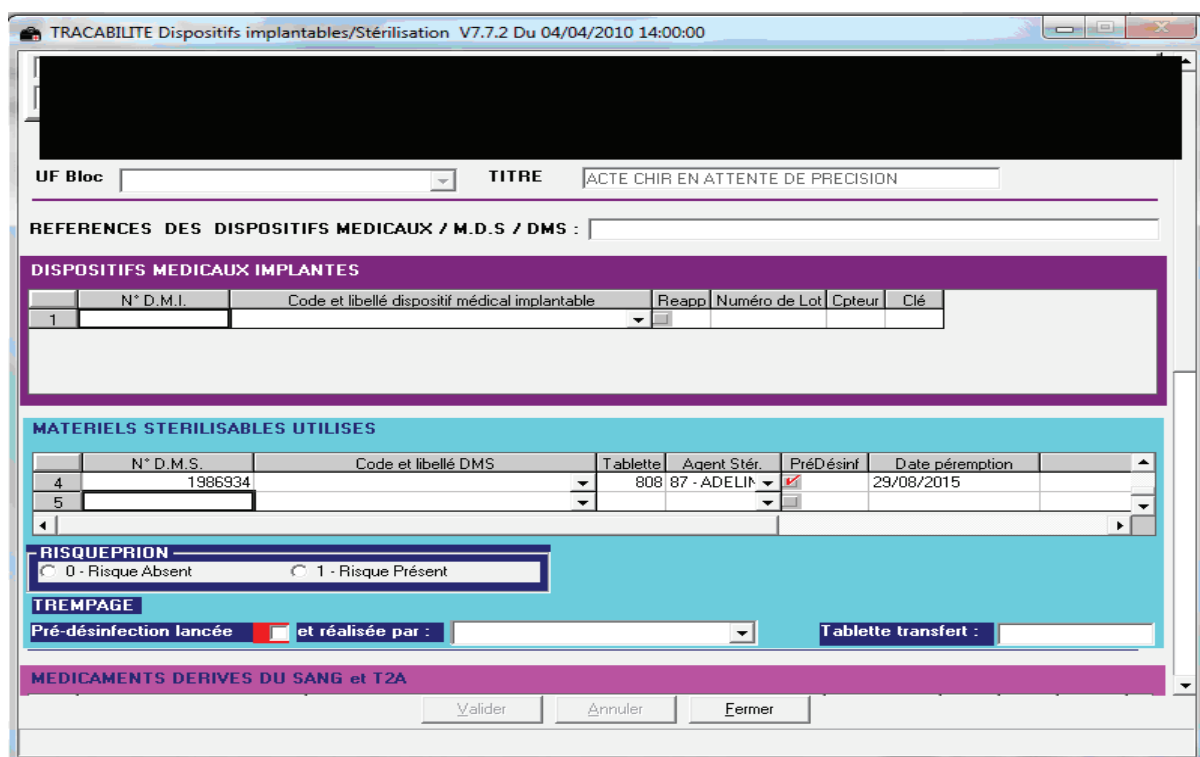 TRACABILITE Dispositifs implantables/Stérilisation V7.7.2 Du 04/04/2010 14:00:00
UF Bloc TITRE ACTE CHIR EN ATTENTE DE PRECISION
REFERENCES DES DISPOSITIFS MEDICAUX / M.D.S / DMS :
DISPOSITIFS MEDICAUX IMPLANTES
N° D.M.I. Code et libellé dispositif médical implantable Reapp Numéro de Lot Cpteur Clé
1
MATERIELS STERILISABLES UTILISES
N° D.M.S. Code et libellé DMS Tablette Agent Stér. PréDésinf Date péremption
4 1986934 808 87 - ADELIN 29/08/2015
5
RISQUEPRION
0 - Risque Absent 1 - Risque Présent
TREMPAGE
Pré-désinfection lancée et réalisée par : Tablette transfert :
MEDICAMENTS DERIVES DU SANG et T2A
Valider Annuler Fermer